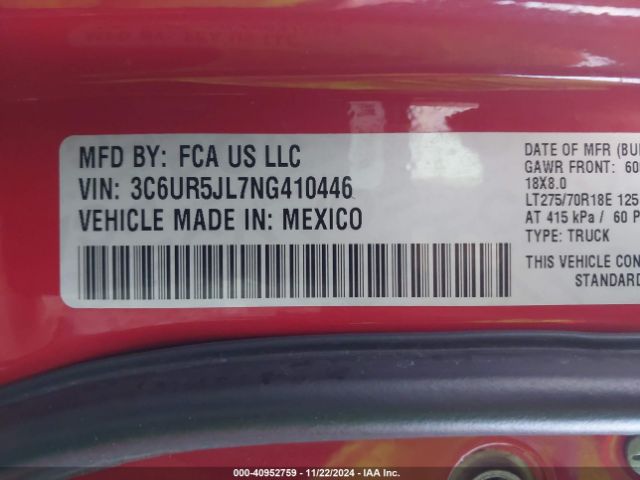 MFD BY: FCA US LLC
VIN: 3C6UR5JL7NG410446
VEHICLE MADE IN: MEXICO
DATE OF MFR (BU
GAWR FRONT: 60
18X8.0
LT275/70R18E 125
AT 415 kPa / 60 P
TYPE: TRUCK
THIS VEHICLE CON
STANDARD
000-40952759 - 11/22/2024 - IAA Inc.